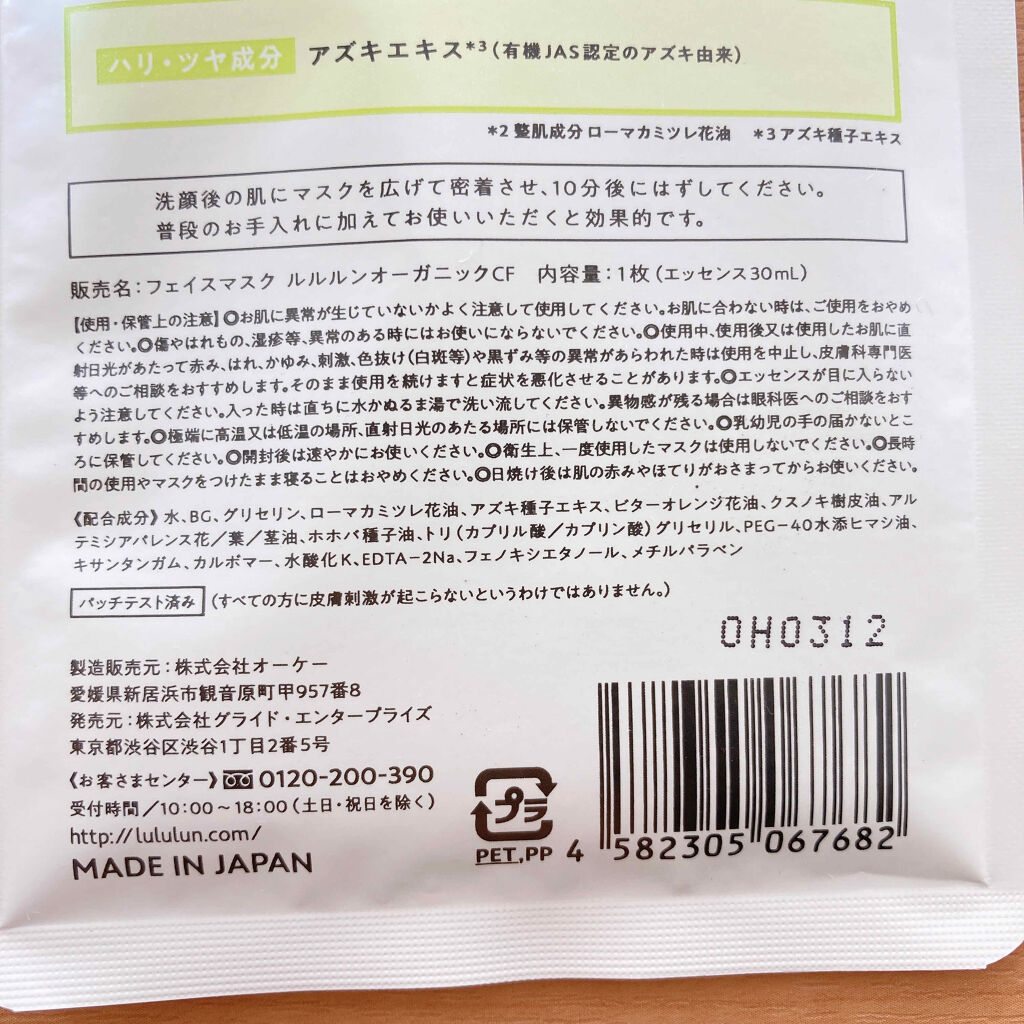 ハリ・ツヤ成分 アズキエキス*3(有機JAS認定のアズキ由来)
*2 整肌成分 ローマカミツレ花油 *3 アズキ種子エキス
洗顔後の肌にマスクを広げて密着させ、10分後にはずしてください。
普段のお手入れに加えてお使いいただくと効果的です。
販売名:フェイスマスク ルルルンオーガニックCF 内容量:1枚(エッセンス30mL)
【使用・保管上の注意】◎お肌に異常が生じていないかよく注意して使用してください。お肌に合わない時は、ご使用をおやめ
ください。◎傷やはれもの、湿疹等、異常のある時にはお使いにならないでください。◎使用中、使用後又は使用したお肌に直
射日光があたって赤み、はれ、かゆみ、刺激、色抜け(白斑等)や黒ずみ等の異常があらわれた時は使用を中止し、皮膚科専門医
等へのご相談をおすすめします。そのまま使用を続けますと症状を悪化させることがあります。◎エッセンスが目に入らない
よう注意してください。入った時は直ちに水かぬるま湯で洗い流してください。異物感が残る場合は眼科医へのご相談をおす
すめします。◎極端に高温又は低温の場所、直射日光のあたる場所には保管しないでください。◎乳幼児の手の届かないとこ
ろに保管してください。◎開封後は速やかにお使いください。◎衛生上、一度使用したマスクは使用しないでください。◎長時
間の使用やマスクをつけたまま寝ることはおやめください。◎日焼け後は肌の赤みやほてりがおさまってからお使いください。
《配合成分》水、BG、グリセリン、ローマカミツレ花油、アズキ種子エキス、ビターオレンジ花油、クスノキ樹皮油、アル
テミシアパレンス花/葉/茎油、ホホバ種子油、トリ(カプリル酸/カプリン酸)グリセリル、PEG-40水添ヒマシ油、
キサンタンガム、カルボマー、水酸化K、EDTA-2Na、フェノキシエタノール、メチルパラベン
パッチテスト済み (すべての方に皮膚刺激が起こらないというわけではありません。)
OH0312
製造販売元:株式会社オーケー
愛媛県新居浜市観音原町甲957番8
発売元:株式会社グライド・エンタープライズ
東京都渋谷区渋谷1丁目2番5号
《お客さまセンター》 0120-200-390
受付時間/10:00~18:00(土日・祝日を除く)
http://lululun.com/
MADE IN JAPAN
プラ
PET,PP
4 582305 067682